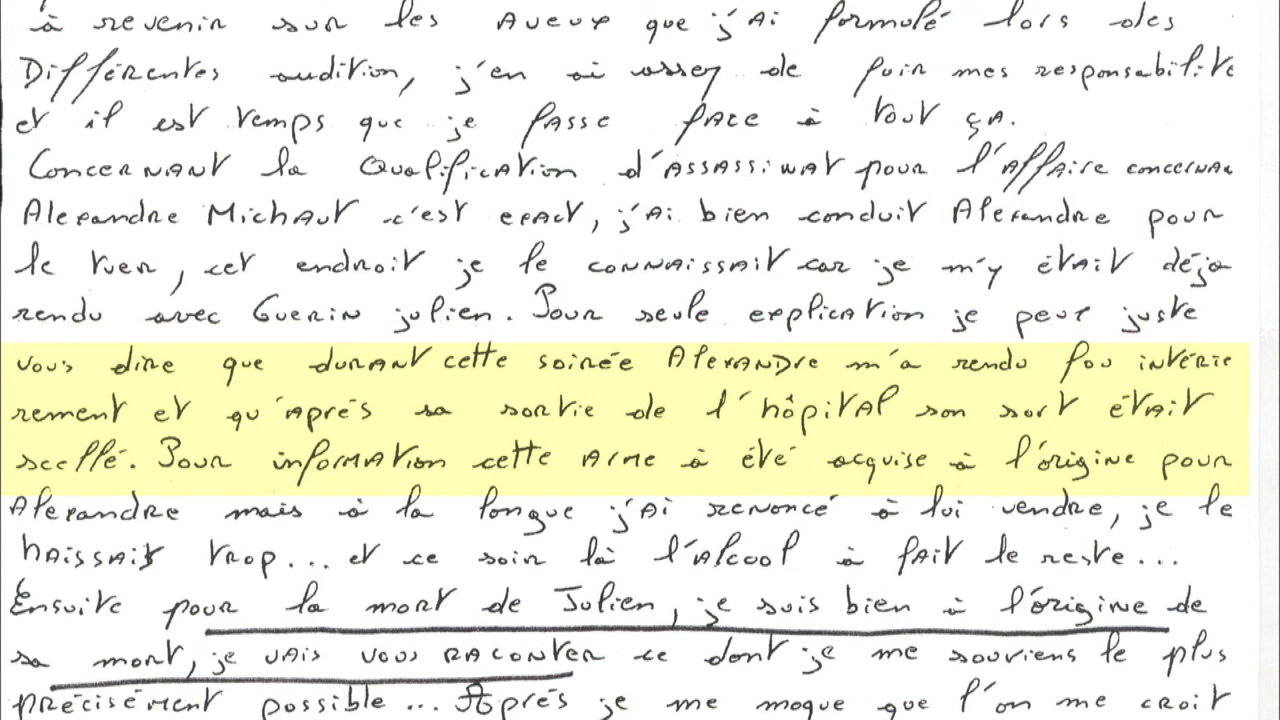 à revenir sur les aveux que j'ai formulé lors des
Différentes audition, j'en ai assez de fuir mes responsabilité
et il est temps que je fasse face à tout ça.
Concernant la Qualification d'assassinat pour l'affaire concernan
Alexandre Michaut c'est exact, j'ai bien conduit Alexandre pour
le tuer, cet endroit je le connaissait car je m'y était déjà
rendu avec Guerin julien. Pour seule explication je peux juste
vous dire que durant cette soirée Alexandre m'a rendu fou intérie
rement et qu'aprés sa sortie de l'hôpital son sort était
scellé. Pour information cette arme à été acquise à l'origine pour
Alexandre mais à la longue j'ai renoncé à lui vendre, je le
haissais trop... et ce soir là l'alcool à fait le reste...
Ensuite pour la mort de Julien, je suis bien à l'origine de
sa mort, je vais vous raconter ce dont je me souviens le plus
précisément possible... Aprés je me moque que l'on me croit